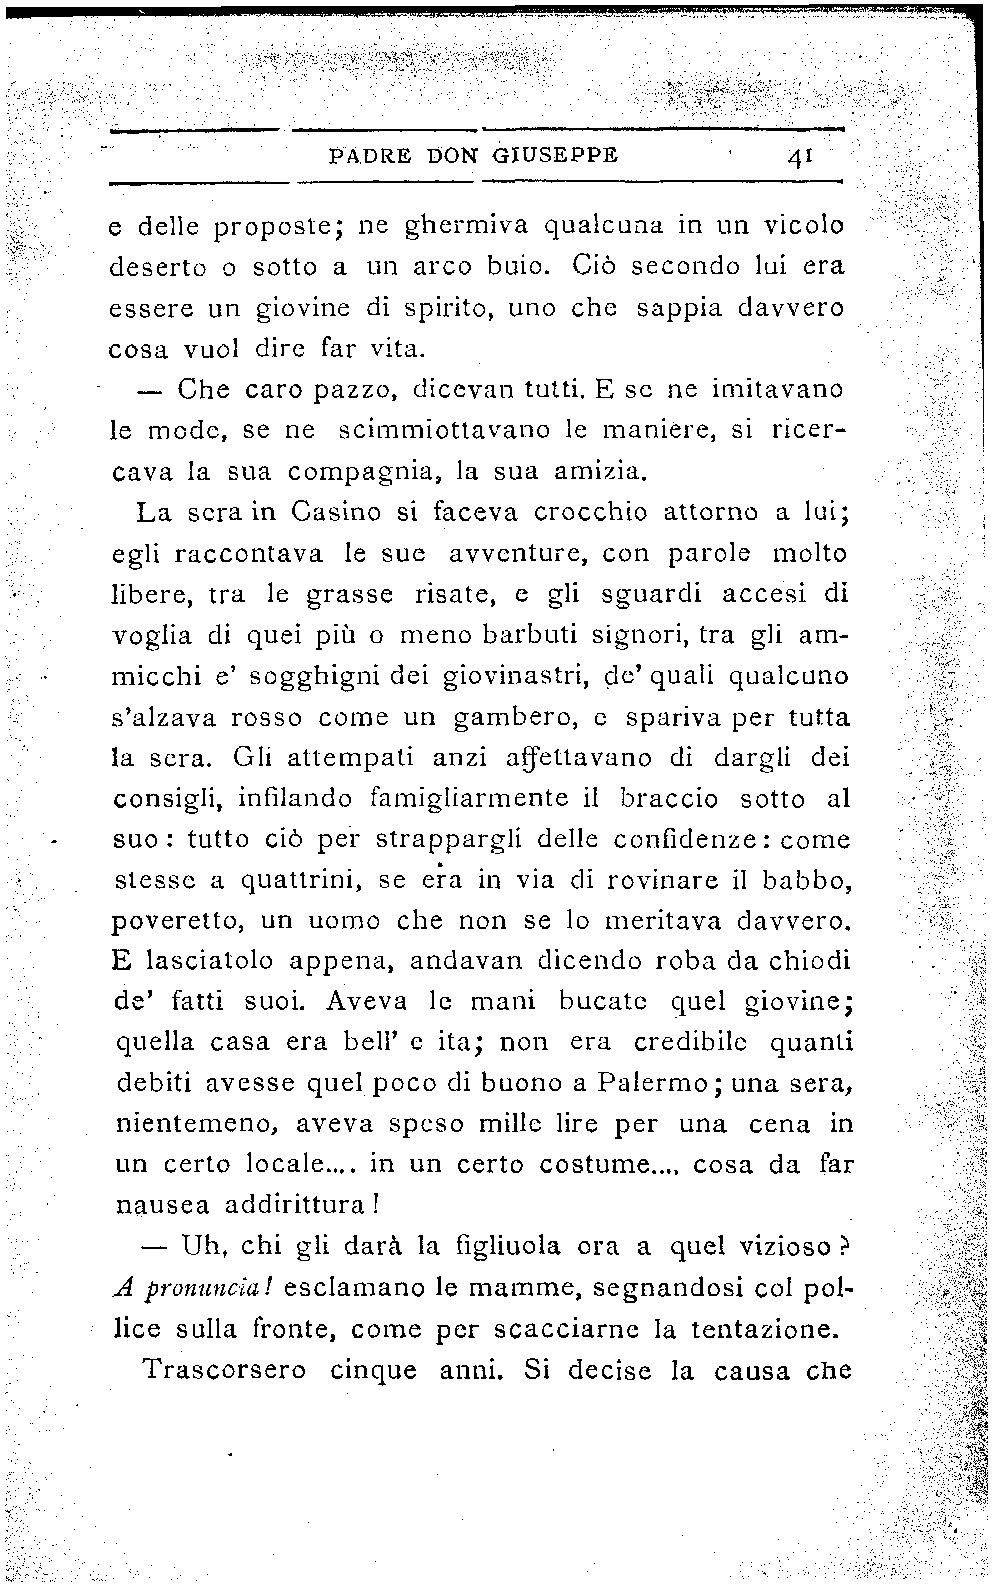 PADRE DON GIUSEPPE 41
e delle proposte; ne ghermiva qualcuna in un vicolo
deserto o sotto a un arco buio. Ciò secondo lui era
essere un giovine di spirito, uno che sappia davvero
cosa vuol dire far vita.
— Che caro pazzo, dicevan tutti. E se ne imitavano
le mode, se ne scimmiottavano le maniere, si ricer-
cava la sua compagnia, la sua amizia.
La sera in Casino si faceva crocchio attorno a lui;
egli raccontava le sue avventure, con parole molto
libere, tra le grasse risate, e gli sguardi accesi di
voglia di quei più o meno barbuti signori, tra gli am-
micchi e' sogghigni dei giovinastri, de' quali qualcuno
s'alzava rosso come un gambero, e spariva per tutta
la sera. Gli attempati anzi affettavano di dargli dei
consigli, infilando famigliarmente il braccio sotto al
suo: tutto ciò per strappargli delle confidenze: come
stesse a quattrini, se era in via di rovinare il babbo,
poveretto, un uomo che non se lo meritava davvero.
E lasciatolo appena, andavan dicendo roba da chiodi
de' fatti suoi. Aveva le mani bucate quel giovine;
quella casa era bell' e ita; non era credibile quanti
debiti avesse quel poco di buono a Palermo; una sera,
nientemeno, aveva speso mille lire per una cena in
un certo locale.... in un certo costume.... cosa da far
nausea addirittura!
— Uh, chi gli darà la figliuola ora a quel vizioso?
A pronuncia! esclamano le mamme, segnandosi col pol-
lice sulla fronte, come per scacciarne la tentazione.
Trascorsero cinque anni. Si decise la causa che